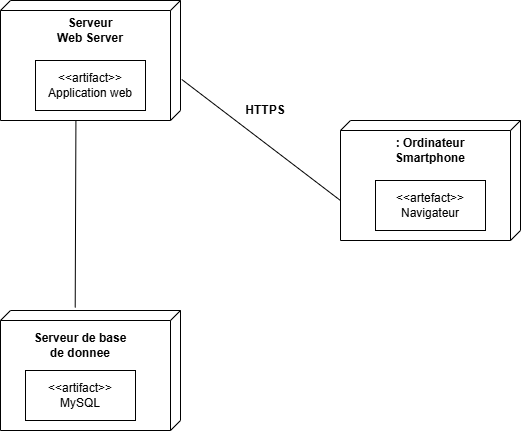 Serveur
Web Server
<<artifact>>
Application web
HTTPS
: Ordinateur
Smartphone
<<artefact>>
Navigateur
Serveur de base
de donnee
<<artifact>>
MySQL